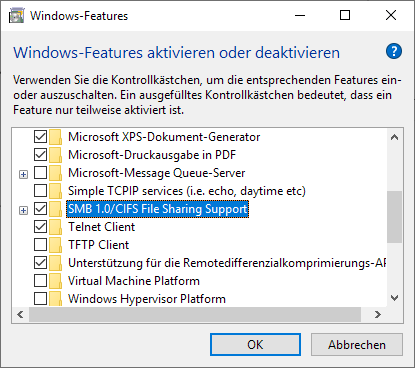 Windows-Features
Windows-Features aktivieren oder deaktivieren
Verwenden Sie die Kontrollkästchen, um die entsprechenden Features ein-
oder auszuschalten. Ein ausgefülltes Kontrollkästchen bedeutet, dass ein
Feature nur teilweise aktiviert ist.
Microsoft XPS-Dokument-Generator
Microsoft-Druckausgabe in PDF
Microsoft-Message Queue-Server
Simple TCPIP services (i.e. echo, daytime etc)
SMB 1.0/CIFS File Sharing Support
Telnet Client
TFTP Client
Unterstützung für die Remotedifferenzialkomprimierungs-AP
Virtual Machine Platform
Windows Hypervisor Platform
OK
Abbrechen